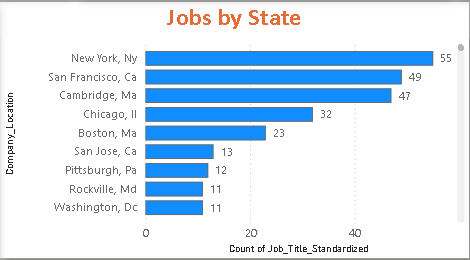 Jobs by State
Company_Location
New York, Ny 55
San Francisco, Ca 49
Cambridge, Ma 47
Chicago, Il 32
Boston, Ma 23
San Jose, Ca 13
Pittsburgh, Pa 12
Rockville, Md 11
Washington, Dc 11
0 20 40
Count of Job_Title_Standardized